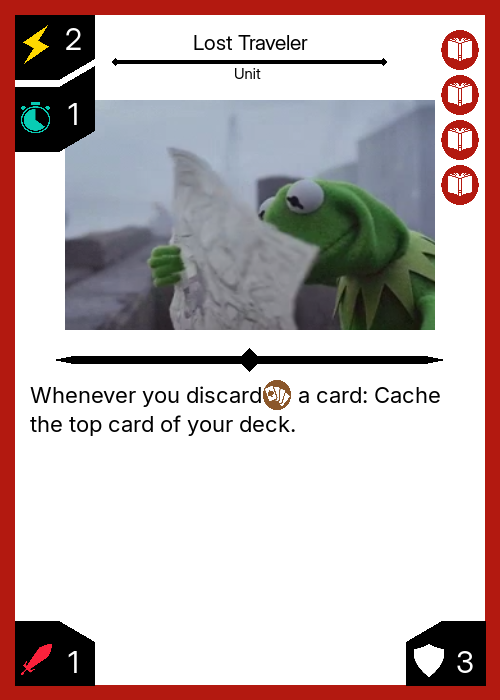 2
Lost Traveler
Unit
1
Whenever you discard a card: Cache
the top card of your deck.
1
3